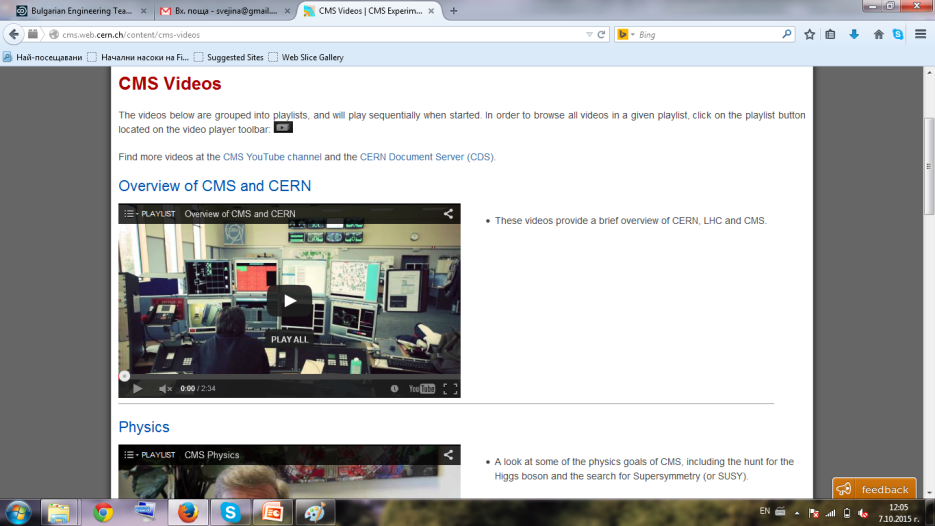 Bulgarian Engineering Tea... × Вх. поща - svejina@gmail.... × CMS Videos | CMS Experim... × +
cms.web.cern.ch/content/cms-videos Bing
Най-посещавани Начални насоки на Fi... Suggested Sites Web Slice Gallery
CMS Videos
The videos below are grouped into playlists, and will play sequentially when started. In order to browse all videos in a given playlist, click on the playlist button
located on the video player toolbar:
Find more videos at the CMS YouTube channel and the CERN Document Server (CDS).
Overview of CMS and CERN
PLAYLIST Overview of CMS and CERN
These videos provide a brief overview of CERN, LHC and CMS.
PLAY ALL
0:00 / 2:34 YouTube
Physics
PLAYLIST CMS Physics
A look at some of the physics goals of CMS, including the hunt for the
Higgs boson and the search for Supersymmetry (or SUSY).
feedback
EN 12:05
7.10.2015 г.